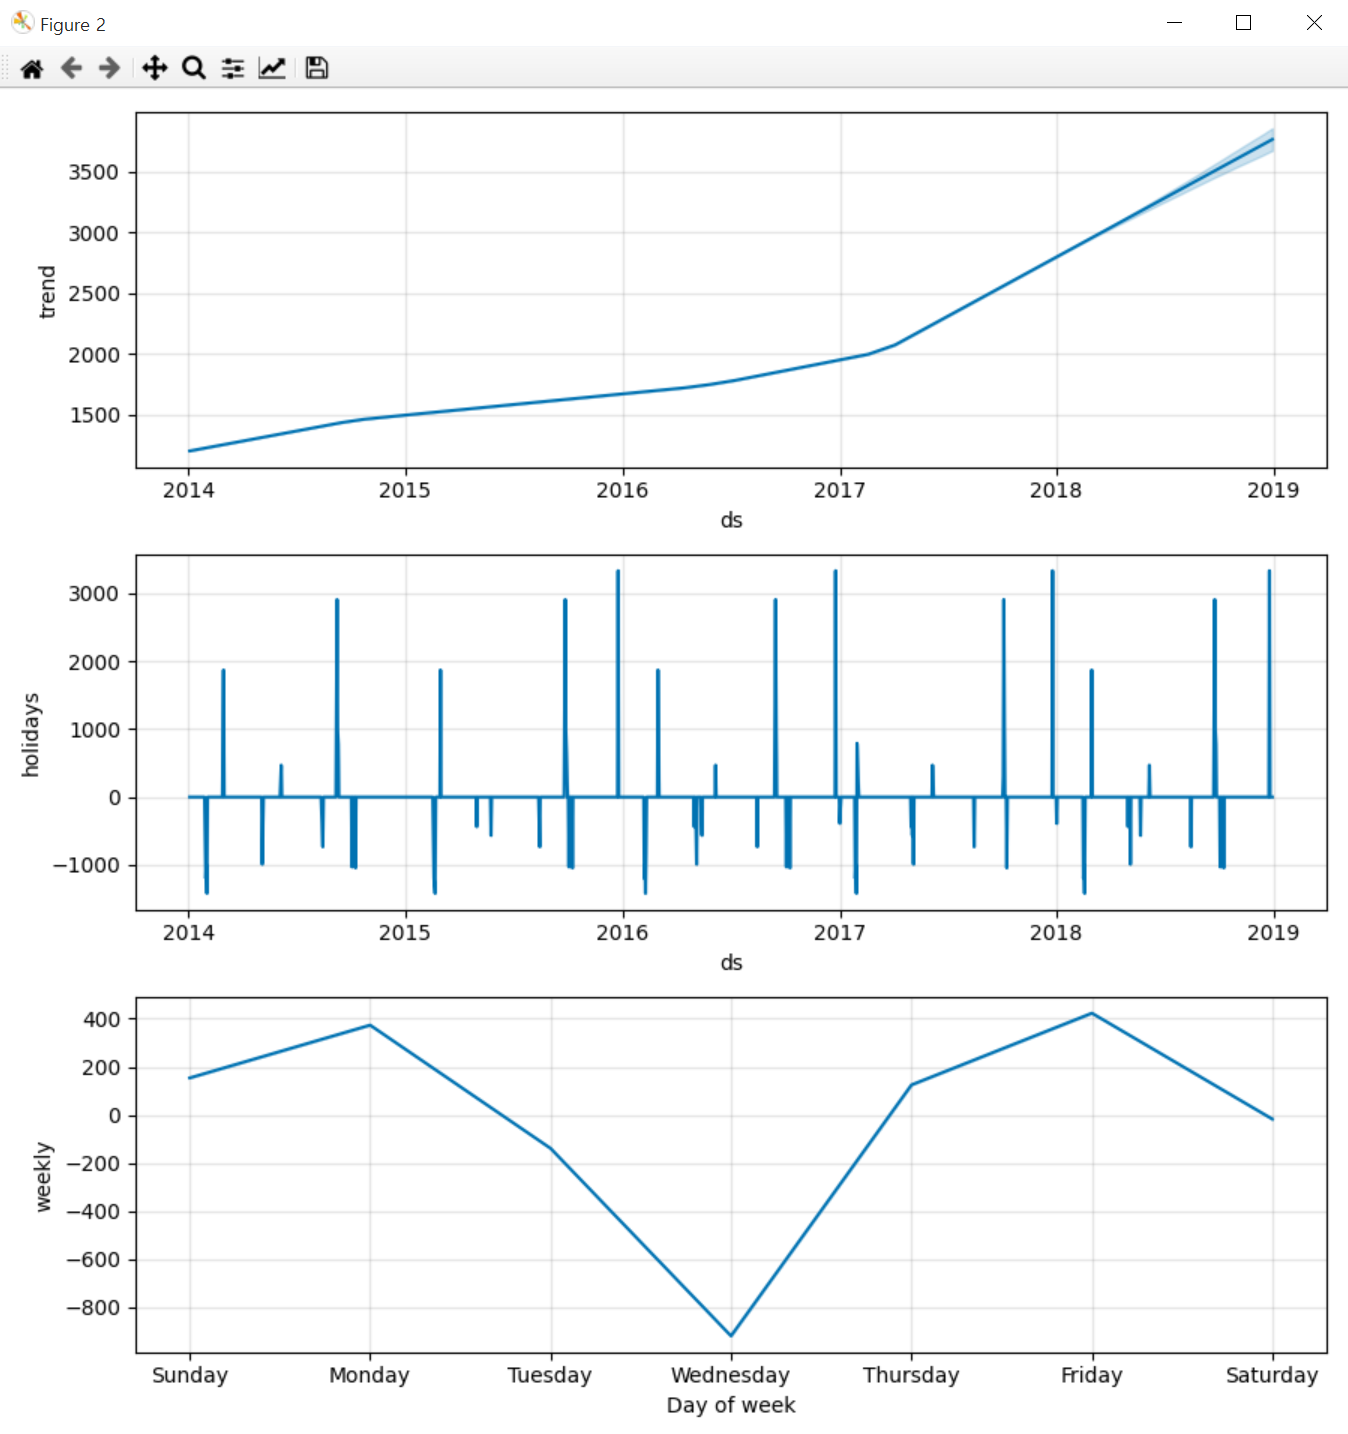 Figure 2
3500
3000
2500
2000
1500
trend
2014 2015 2016 2017 2018 2019
ds
3000
2000
1000
0
−1000
holidays
2014 2015 2016 2017 2018 2019
ds
400
200
0
−200
−400
−600
−800
weekly
Sunday Monday Tuesday Wednesday Thursday Friday Saturday
Day of week